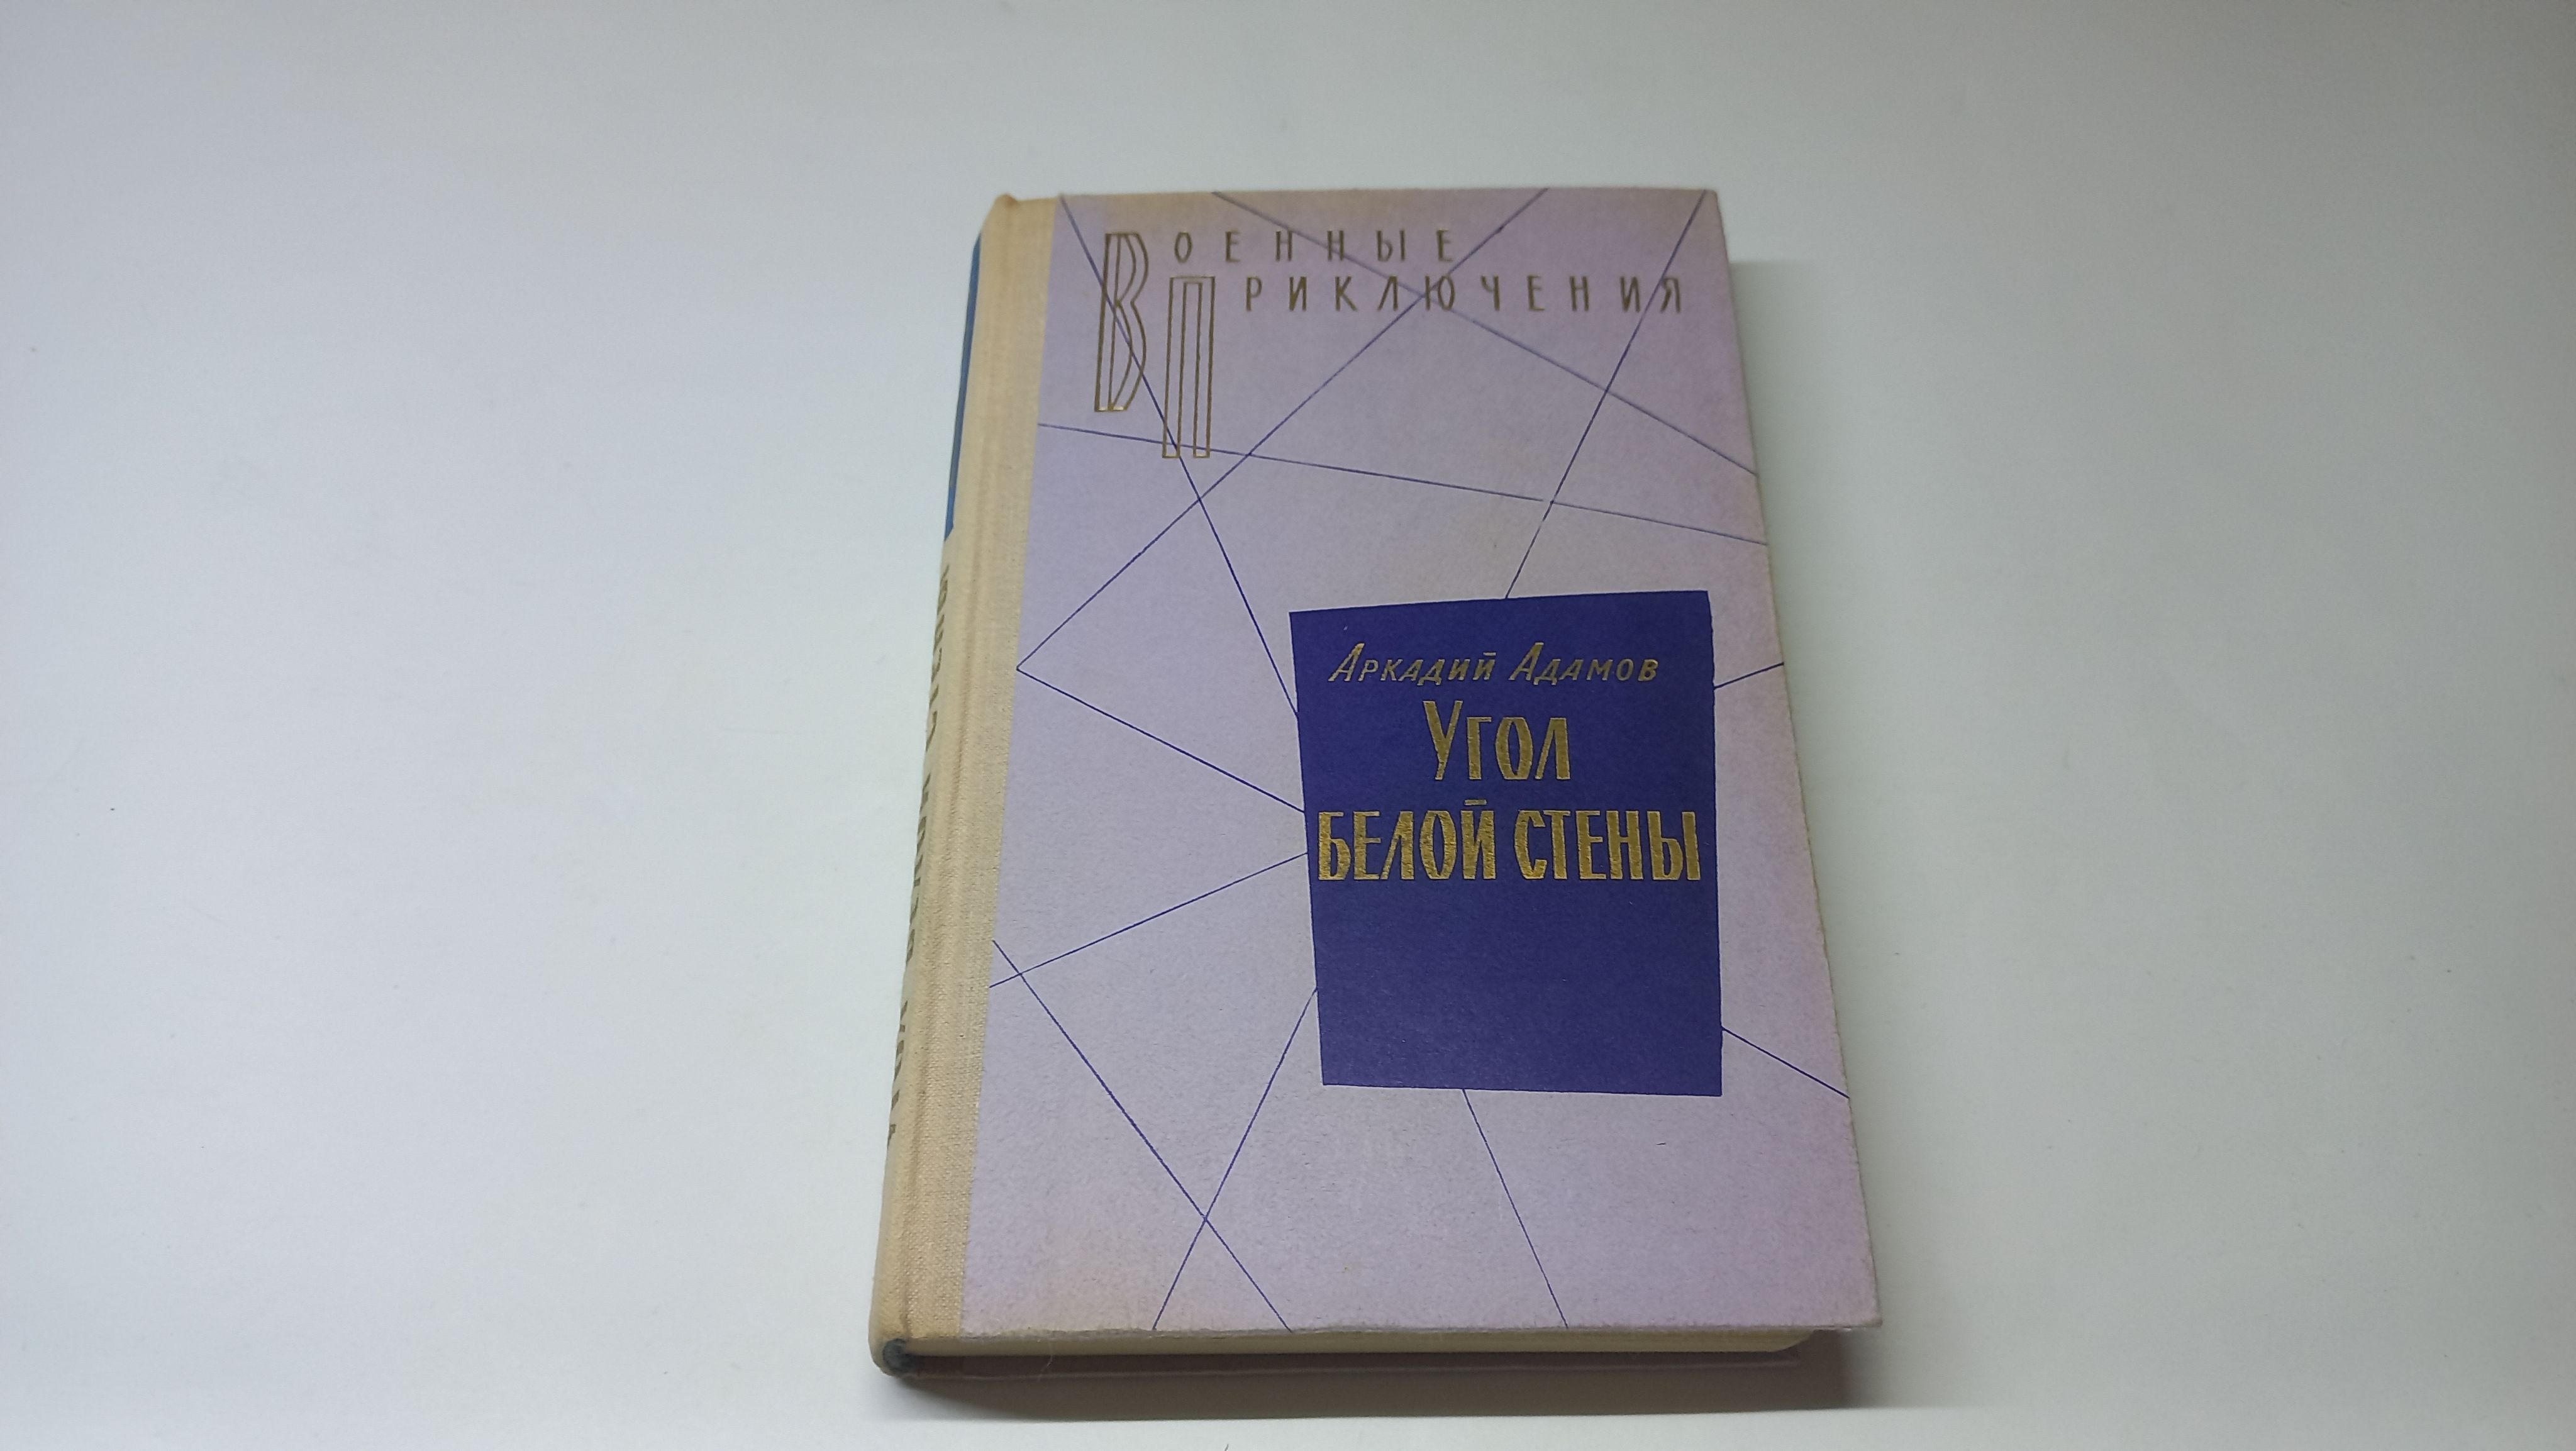 Военные
Приключения
Аркадий Адамов
Угол
белой стены